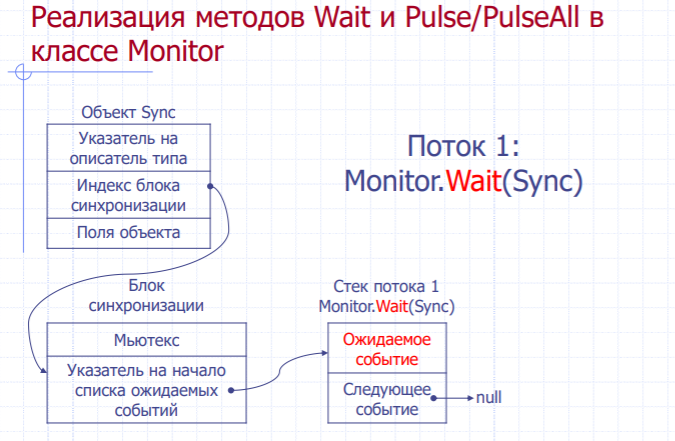 Реализация методов Wait и Pulse/PulseAll в
классе Monitor
Объект Sync
Указатель на
описатель типа
Индекс блока
синхронизации
Поля объекта
Поток 1:
Monitor.Wait(Sync)
Блок
синхронизации
Мьютекс
Указатель на начало
списка ожидаемых
событий
Стек потока 1
Monitor.Wait(Sync)
Ожидаемое
событие
Следующее
событие
null